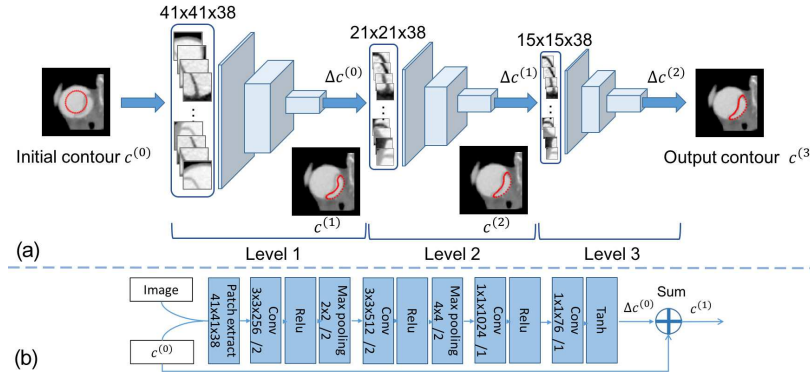 41x41x38
21x21x38
15x15x38
Δc^(0)
Δc^(1)
Δc^(2)
...
...
...
Initial contour c^(0)
Output contour c^(3
c^(1)
c^(2)
Level 1
Level 2
Level 3
(a)
Image
c^(0)
Patch extract
41x41x38
Conv
3x3x256 /2
Relu
Max pooling
2x2 /2
Conv
3x3x512 /2
Relu
Max pooling
4x4 /2
Conv
1x1x1024 /1
Relu
Conv
1x1x76 /1
Tanh
Δc^(0)
Sum
c^(1)
(b)